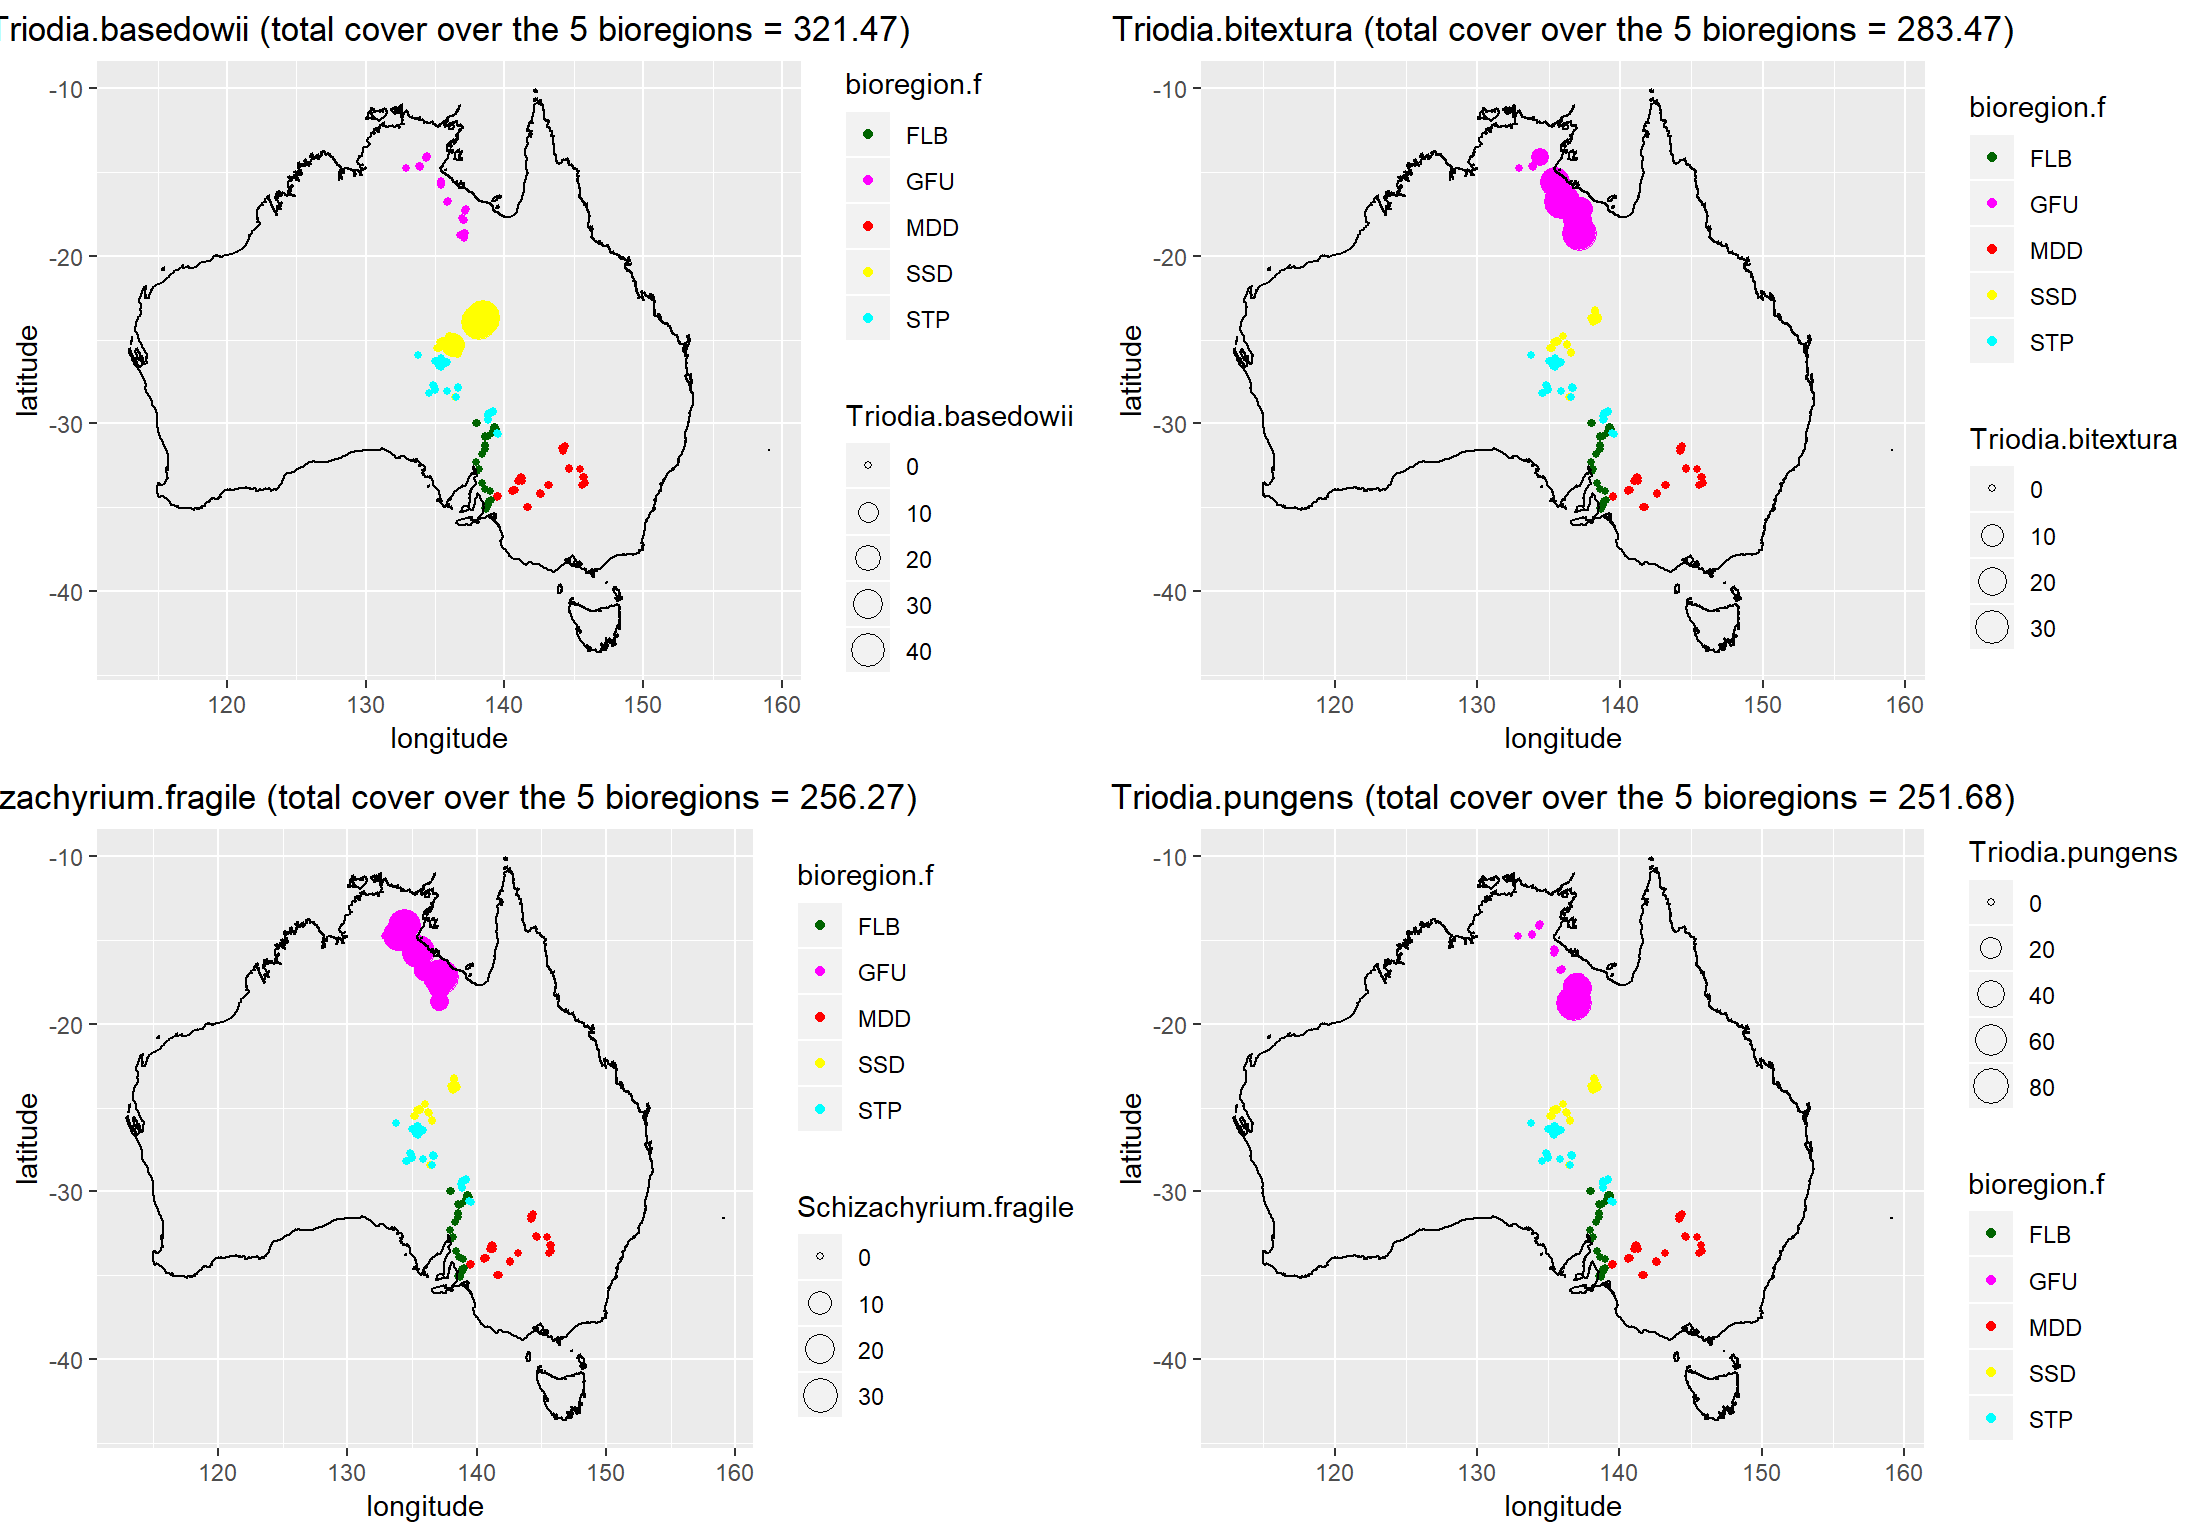 Triodia.basedowii (total cover over the 5 bioregions = 321.47)
-10
-20
-30
-40
latitude
120 130 140 150 160
longitude
bioregion.f
FLB
GFU
MDD
SSD
STP
Triodia.basedowii
0
10
20
30
40
Triodia.bitextura (total cover over the 5 bioregions = 283.47)
-10
-20
-30
-40
latitude
120 130 140 150 160
longitude
bioregion.f
FLB
GFU
MDD
SSD
STP
Triodia.bitextura
0
10
20
30
zachyrium.fragile (total cover over the 5 bioregions = 256.27)
-10
-20
-30
-40
latitude
120 130 140 150 160
longitude
bioregion.f
FLB
GFU
MDD
SSD
STP
Schizachyrium.fragile
0
10
20
30
Triodia.pungens (total cover over the 5 bioregions = 251.68)
-10
-20
-30
-40
latitude
120 130 140 150 160
longitude
Triodia.pungens
0
20
40
60
80
bioregion.f
FLB
GFU
MDD
SSD
STP